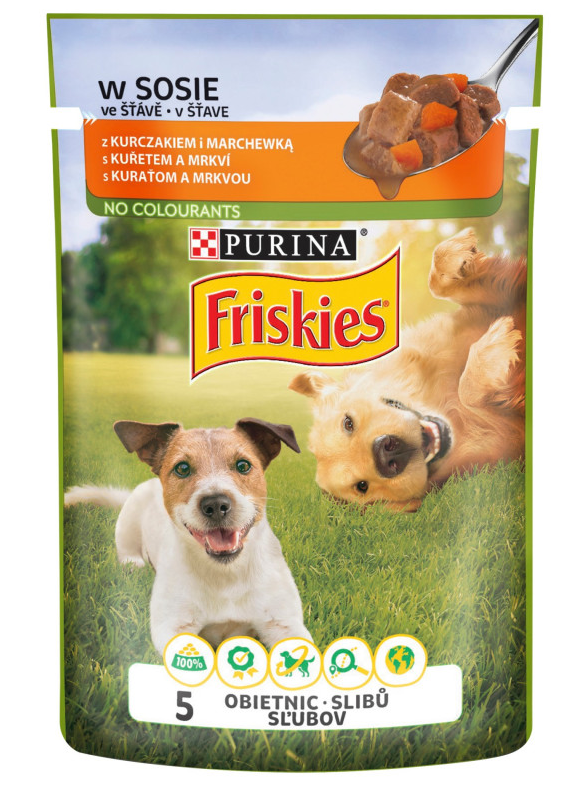 W SOSIE
ve ŠŤÁVĚ • v ŠŤAVE
z KURCZAKIEM i MARCHEWKĄ
s KUŘETEM A MRKVÍ
s KURAŤOM A MRKVOU
NO COLOURANTS
PURINA®
Friskies®
100%
5 OBIETNIC · SLIBŮ
SĽUBOV